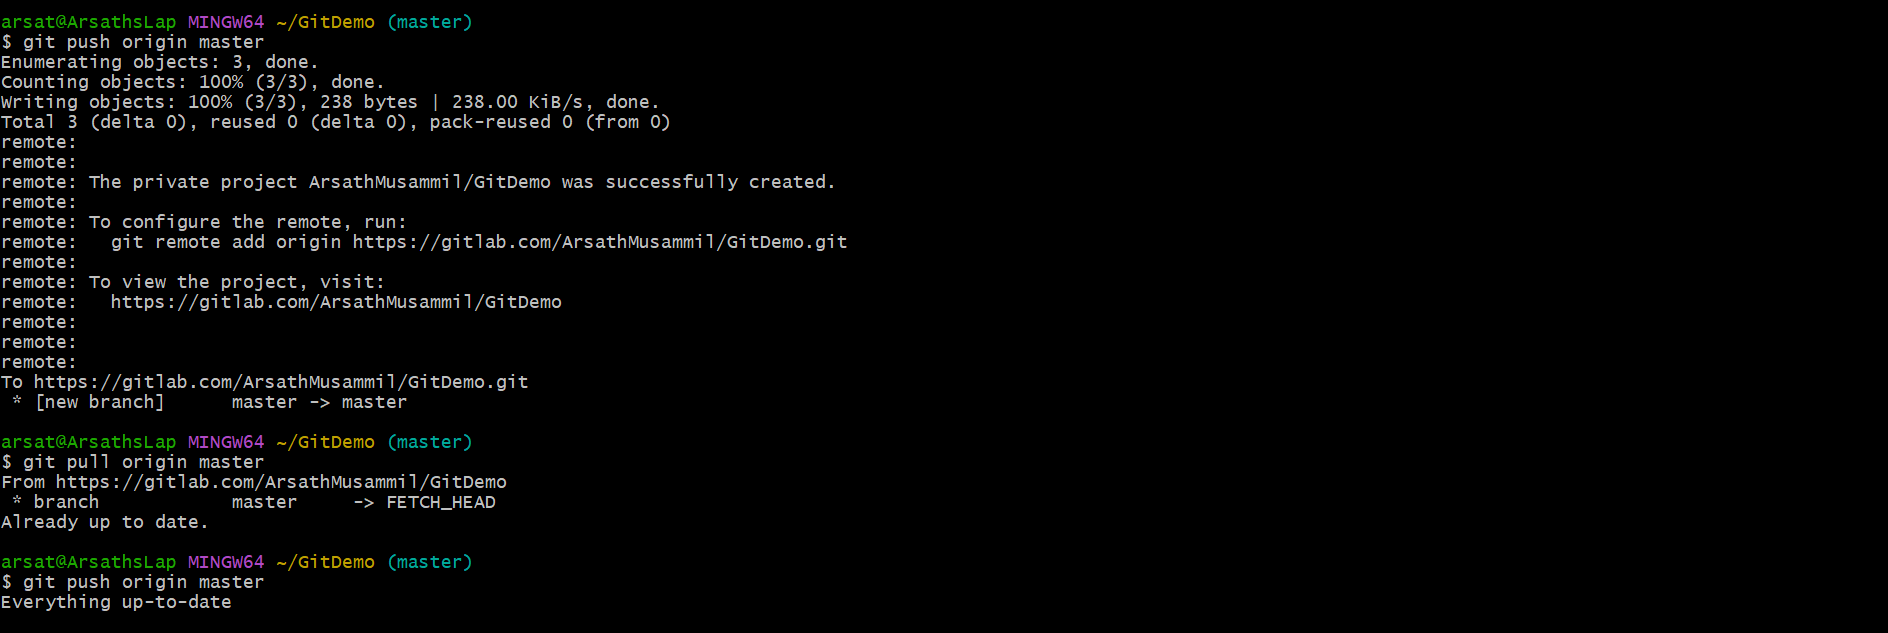 arsat@ArsathsLap MINGW64 ~/GitDemo (master)
$ git push origin master
Enumerating objects: 3, done.
Counting objects: 100% (3/3), done.
Writing objects: 100% (3/3), 238 bytes | 238.00 KiB/s, done.
Total 3 (delta 0), reused 0 (delta 0), pack-reused 0 (from 0)
remote:
remote:
remote: The private project ArsathMusammil/GitDemo was successfully created.
remote:
remote: To configure the remote, run:
remote:   git remote add origin https://gitlab.com/ArsathMusammil/GitDemo.git
remote:
remote: To view the project, visit:
remote:   https://gitlab.com/ArsathMusammil/GitDemo
remote:
remote:
remote:
To https://gitlab.com/ArsathMusammil/GitDemo.git
 * [new branch]      master -> master
arsat@ArsathsLap MINGW64 ~/GitDemo (master)
$ git pull origin master
From https://gitlab.com/ArsathMusammil/GitDemo
 * branch            master     -> FETCH_HEAD
Already up to date.
arsat@ArsathsLap MINGW64 ~/GitDemo (master)
$ git push origin master
Everything up-to-date